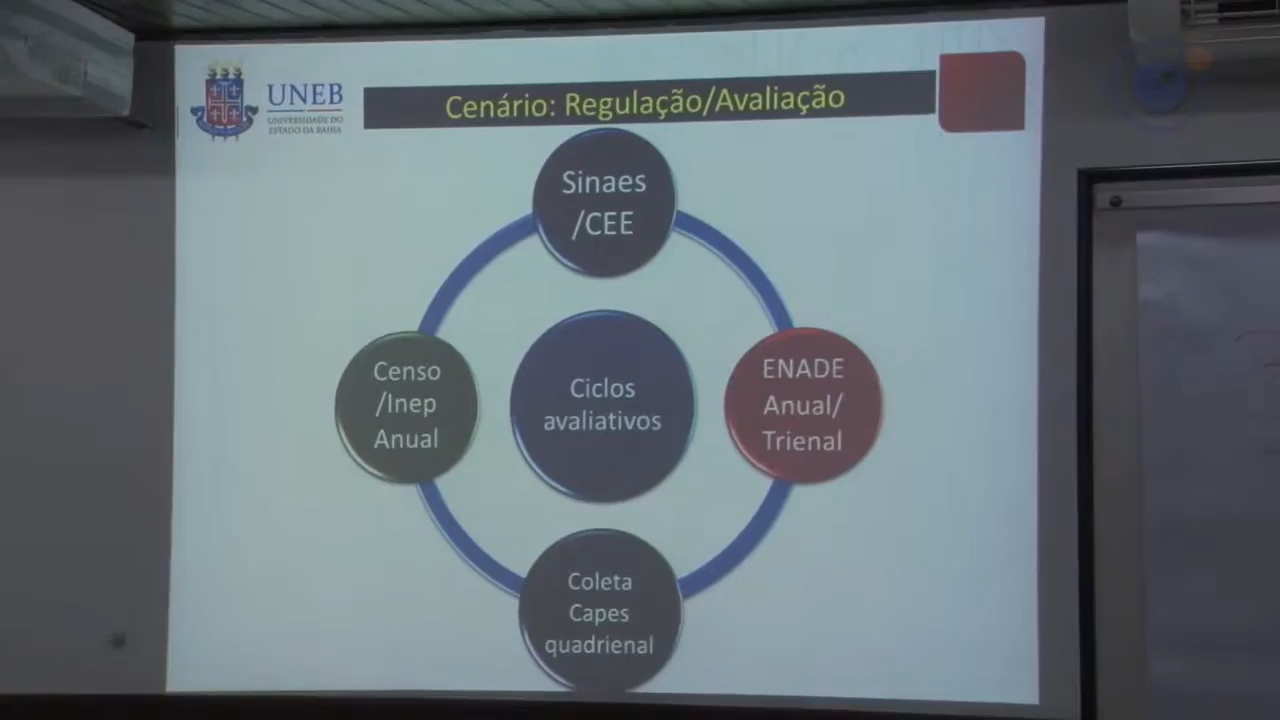 UNEB
UNIVERSIDADE DO
ESTADO DA BAHIA
Cenário: Regulação/Avaliação
Sinaes
/CEE
Censo
/Inep
Anual
Ciclos
avaliativos
ENADE
Anual/
Trienal
Coleta
Capes
quadrienal